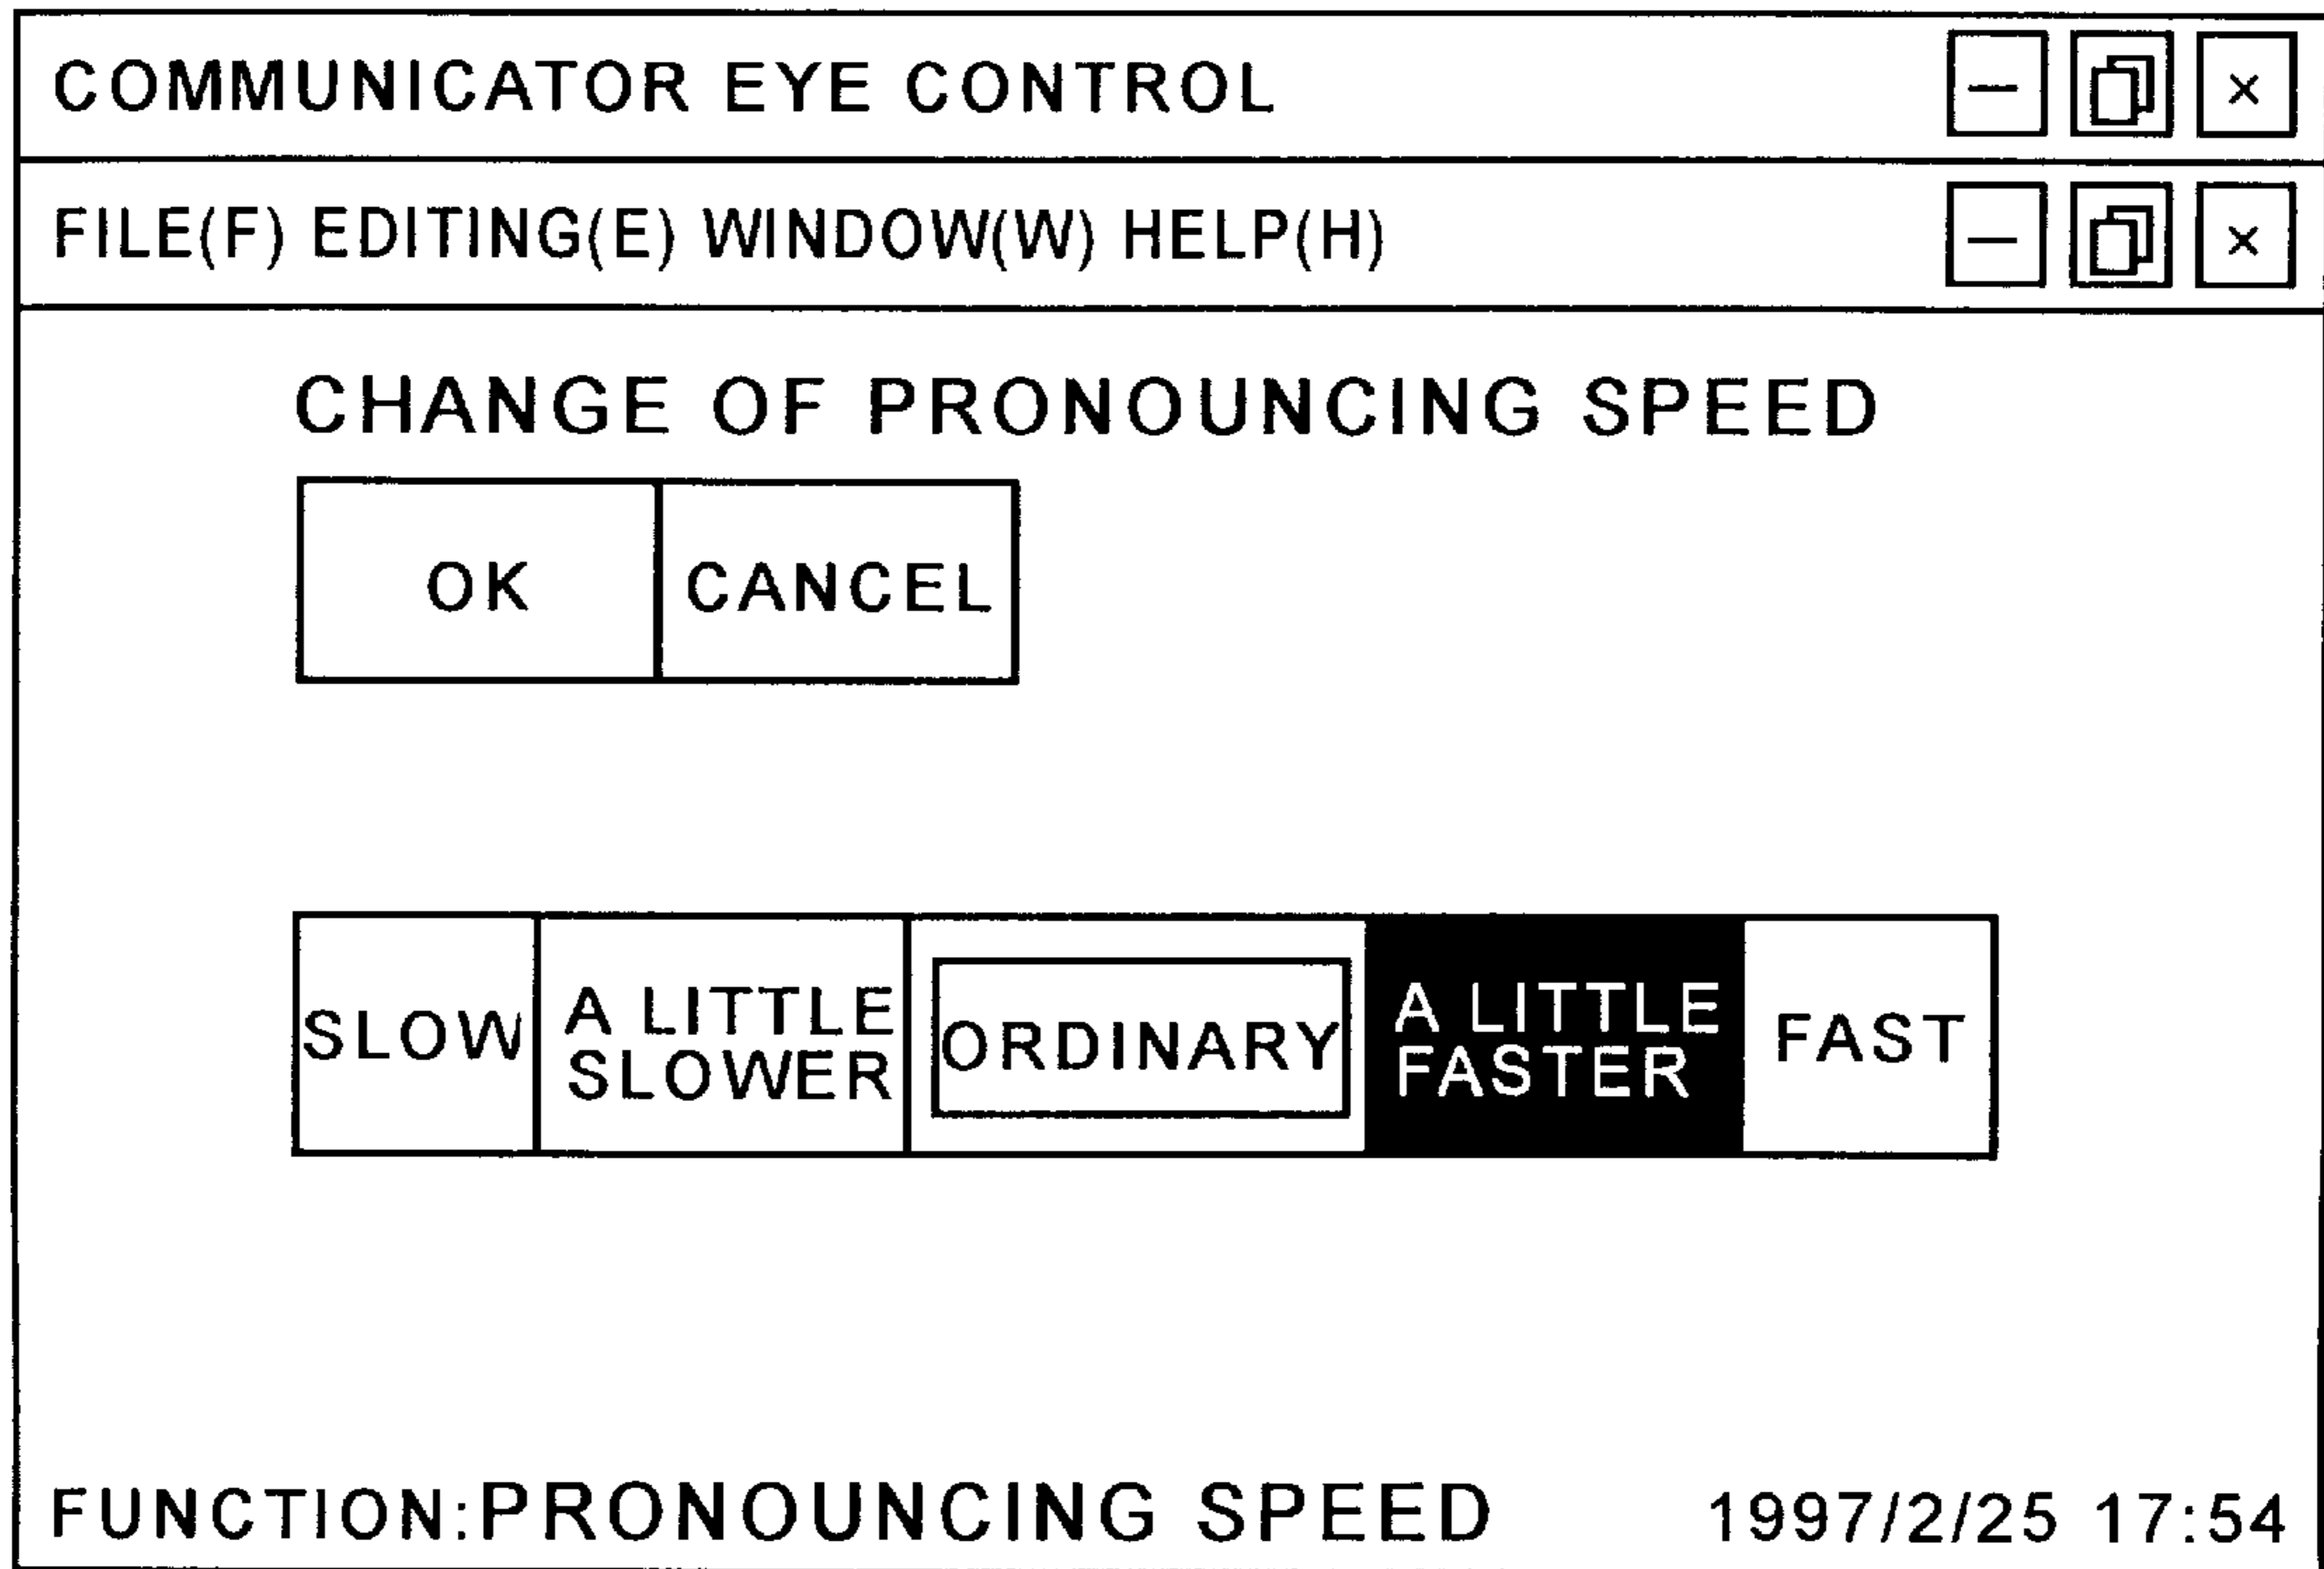 COMMUNICATOR EYE CONTROL
FILE(F) EDITING(E) WINDOW(W) HELP(H)
CHANGE OF PRONOUNCING SPEED
OK CANCEL
SLOW
A LITTLE
SLOWER
ORDINARY
A LITTLE
FASTER
FAST
FUNCTION:PRONOUNCING SPEED 1997/2/25 17:54